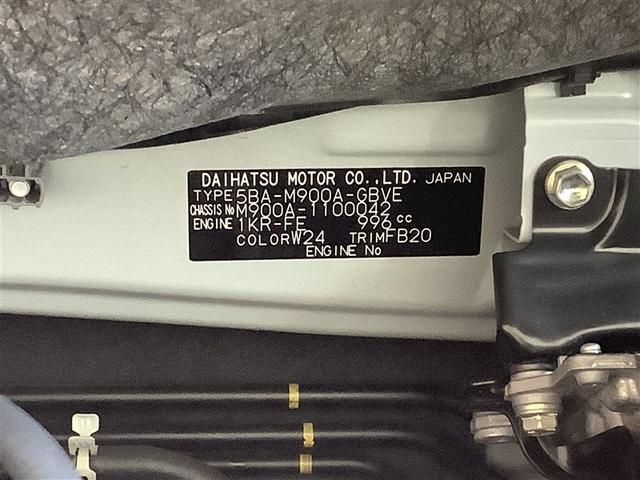 DAIHATSU MOTOR CO.,LTD. JAPAN
TYPE 5BA-M900A-GBVE
CHASSIS No M900A-1100042
ENGINE 1KR-FE 996 cc
COLOR W24 TRIM FB20
ENGINE No